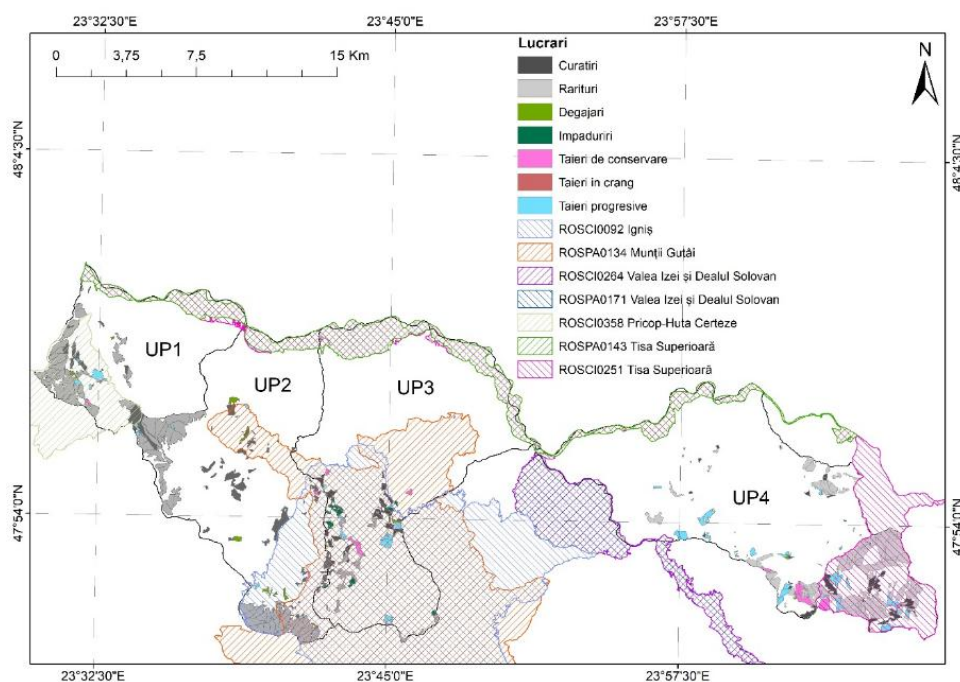 23°32'30"E 23°45'0"E 23°57'30"E
Lucrari
0 3,75 7,5 15 Km
N
Curatiri
Rarituri
Degajari
Impaduriri
Taieri de conservare
Taieri in crang
Taieri progresive
ROSCI0092 Igniș
ROSPA0134 Munții Gutâi
ROSCI0264 Valea Izei și Dealul Solovan
ROSPA0171 Valea Izei și Dealul Solovan
ROSCI0358 Pricop-Huta Certeze
ROSPA0143 Tisa Superioară
ROSCI0251 Tisa Superioară
48°4'30"N 48°4'30"N
UP1
UP2
UP3
UP4
47°54'0"N 47°54'0"N
23°32'30"E 23°45'0"E 23°57'30"E